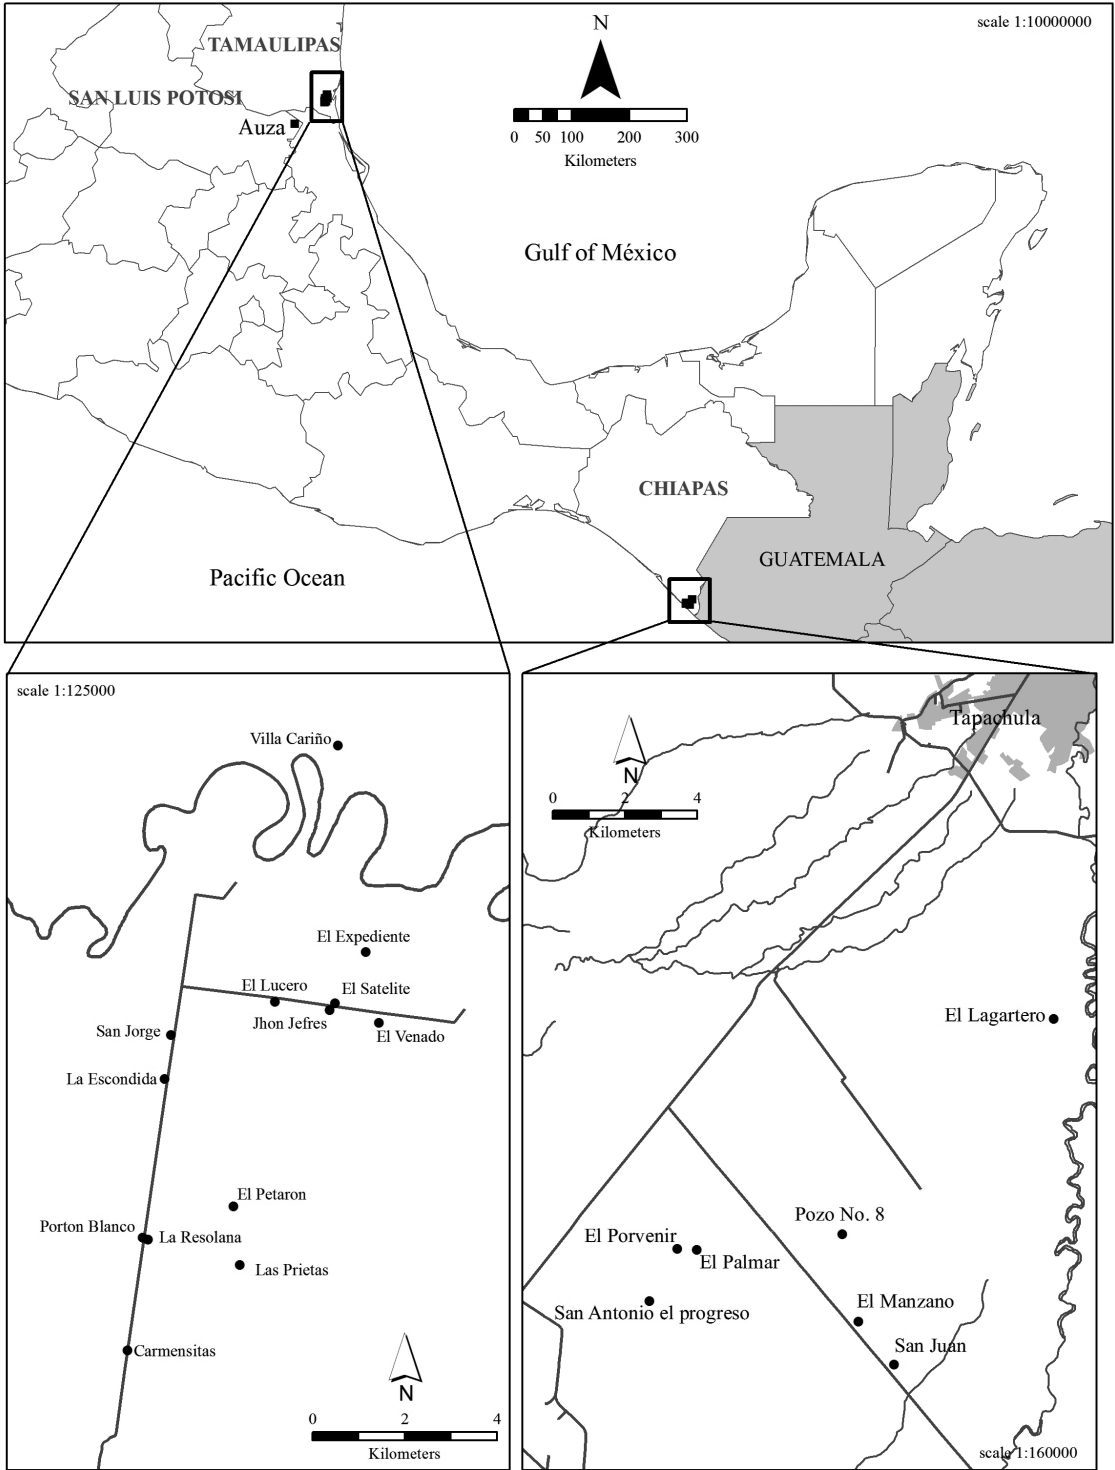 N
scale 1:10000000
TAMAULIPAS
SAN LUIS POTOSI
Auza
0 50 100 200 300
Kilometers
Gulf of México
CHIAPAS
GUATEMALA
Pacific Ocean
scale 1:125000
Villa Cariño
El Expediente
El Lucero
El Satelite
Jhon Jefres
El Venado
San Jorge
La Escondida
El Petaron
Porton Blanco
La Resolana
Las Prietas
Carmensitas
N
0 2 4
Kilometers
Tapachula
N
0 2 4
Kilometers
El Lagartero
Pozo No. 8
El Porvenir
El Palmar
San Antonio el progreso
El Manzano
San Juan
scale 1:160000